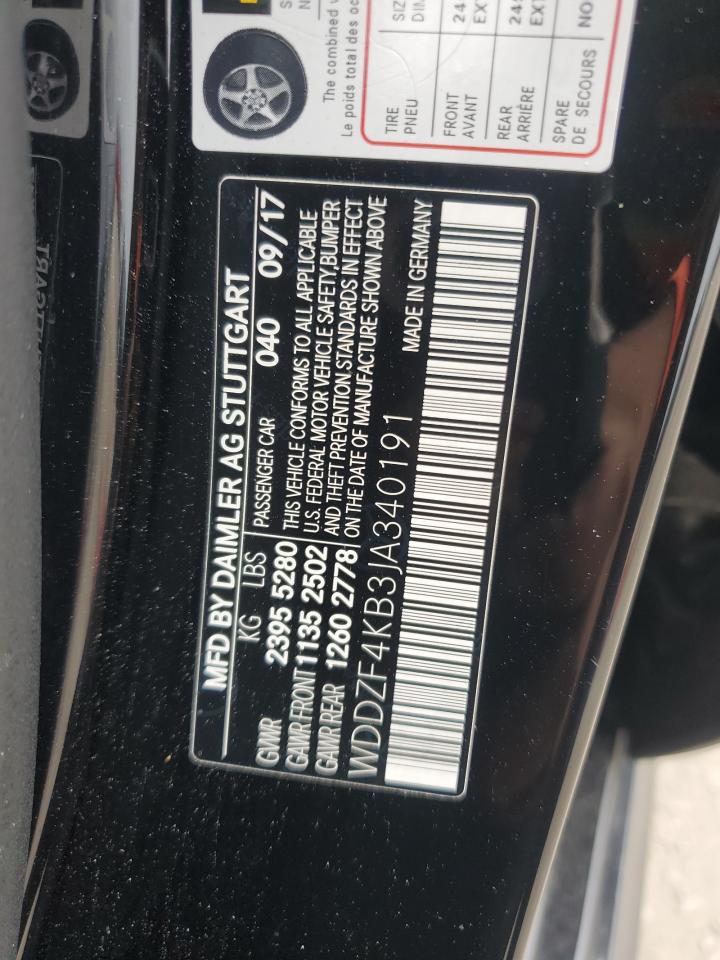 MFD BY DAIMLER AG STUTTGART
KG LBS PASSENGER CAR 040 09/17
GVWR 2395 5280 THIS VEHICLE CONFORMS TO ALL APPLICABLE
GAWR FRONT 1135 2502 U.S. FEDERAL MOTOR VEHICLE SAFETY, BUMPER
GAWR REAR 1260 2778 AND THEFT PREVENTION STANDARDS IN EFFECT
ON THE DATE OF MANUFACTURE SHOWN ABOVE
WDDZF4KB3JA340191 MADE IN GERMANY
The combined
Le poids total des oc
TIRE
PNEU
FRONT
AVANT
REAR
ARRIÈRE
SPARE
DE SECOURS